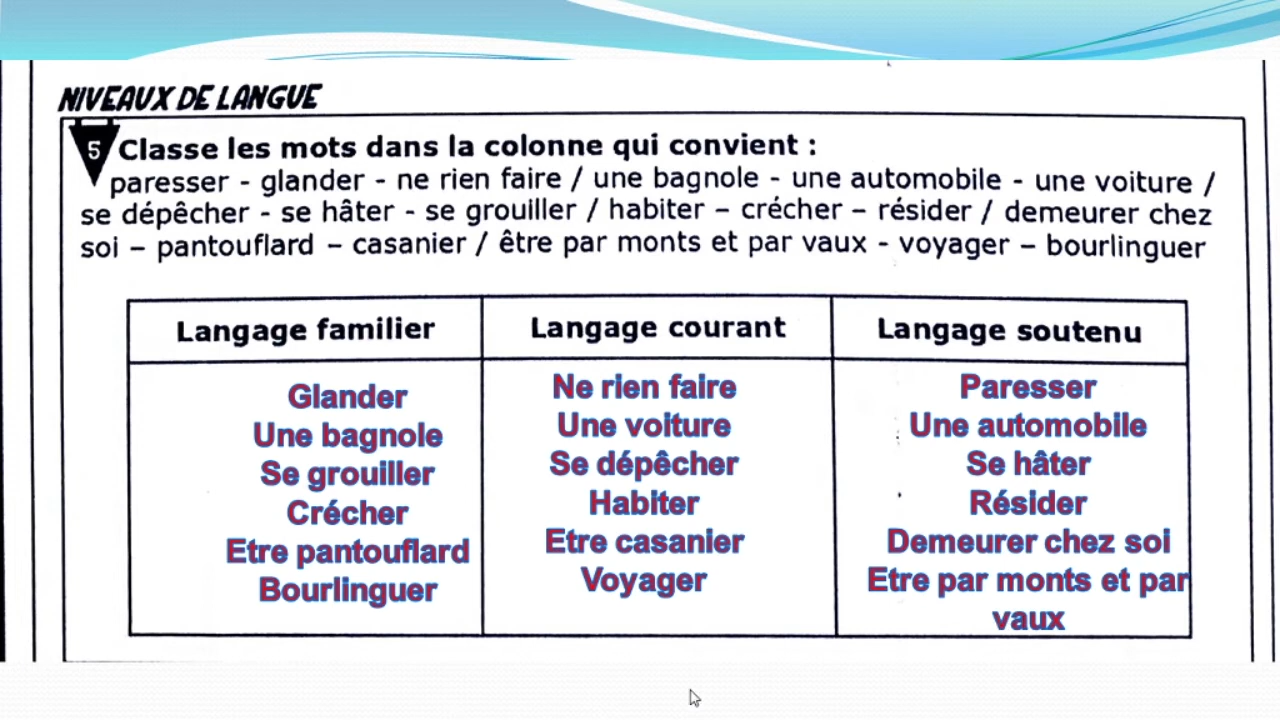 NIVEAUX DE LANGUE
5 Classe les mots dans la colonne qui convient :
paresser - glander - ne rien faire / une bagnole - une automobile - une voiture /
se dépêcher - se hâter - se grouiller / habiter – crécher – résider / demeurer chez
soi – pantouflard – casanier / être par monts et par vaux - voyager – bourlinguer
Langage familier
Langage courant
Langage soutenu
Glander
Une bagnole
Se grouiller
Crécher
Etre pantouflard
Bourlinguer
Ne rien faire
Une voiture
Se dépêcher
Habiter
Etre casanier
Voyager
Paresser
Une automobile
Se hâter
Résider
Demeurer chez soi
Etre par monts et par
vaux